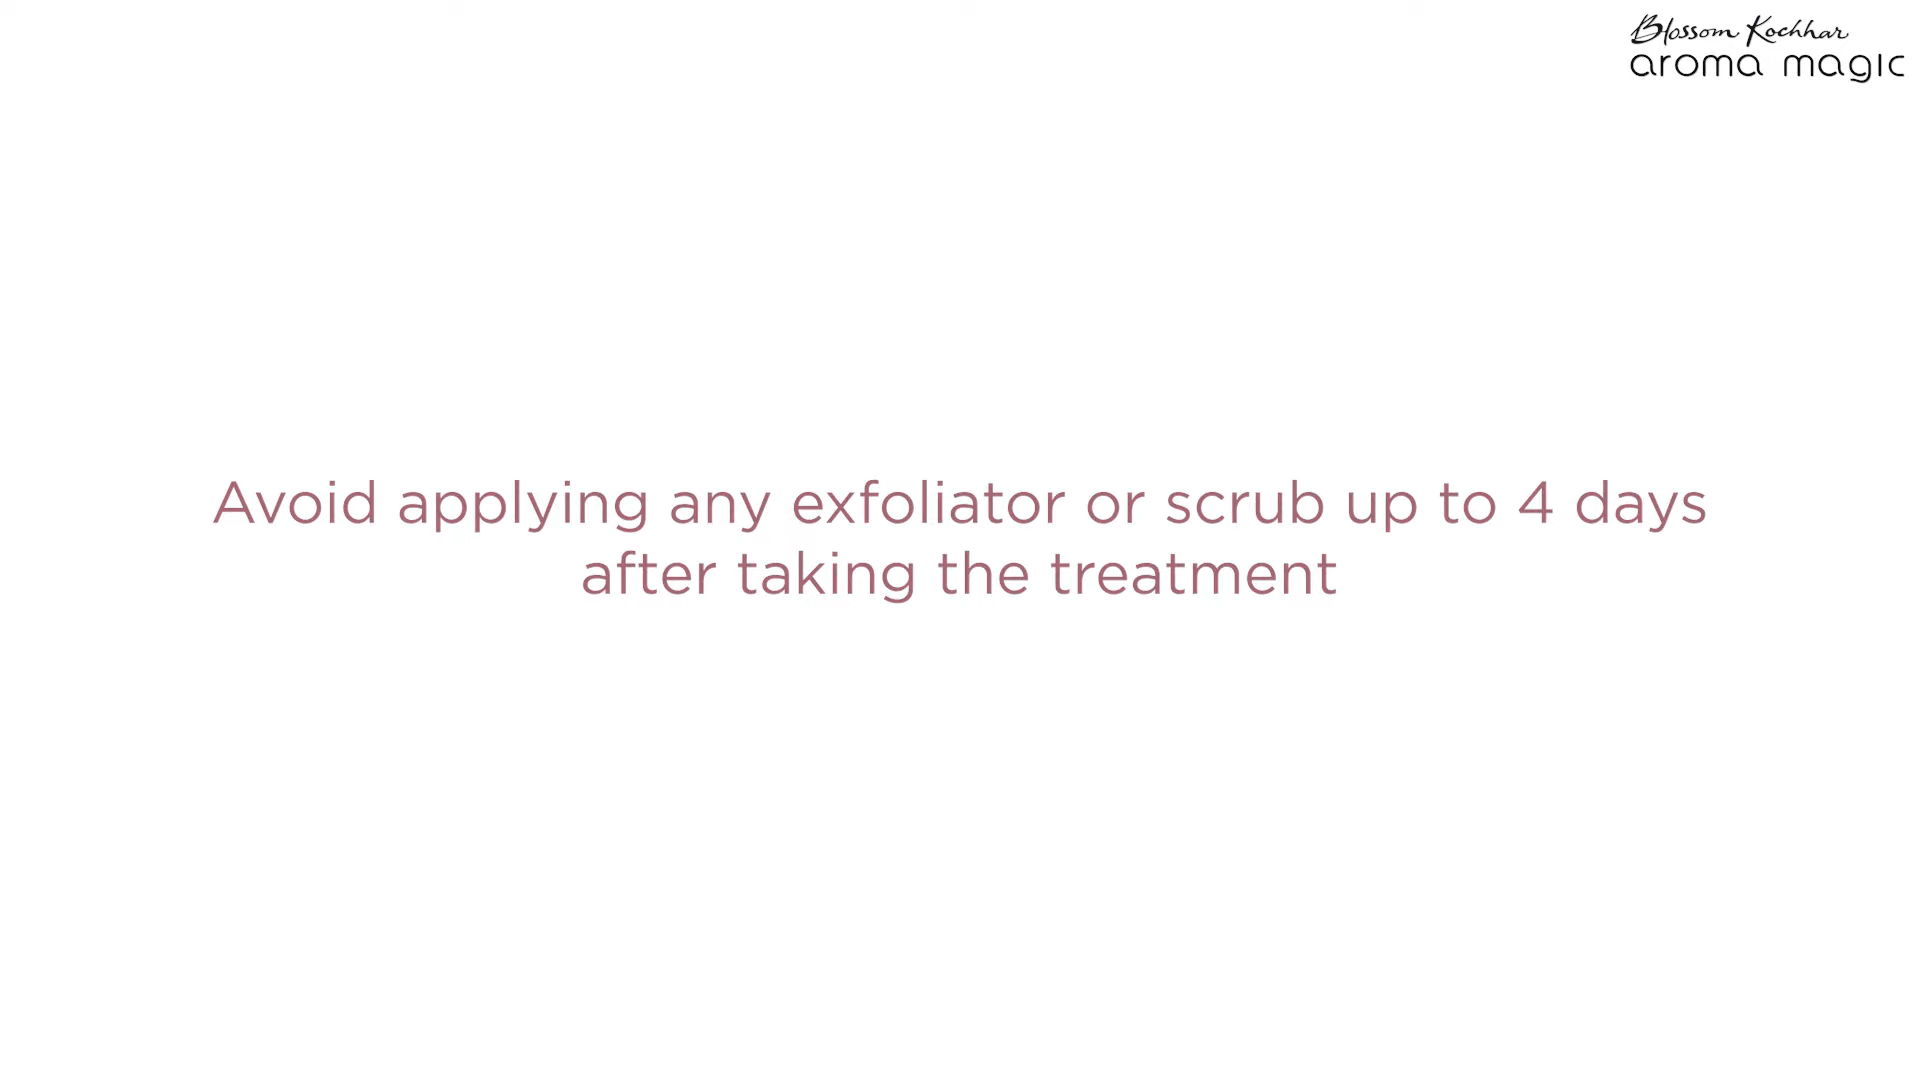 Blossom Kochhar
aroma magic
Avoid applying any exfoliator or scrub up to 4 days
after taking the treatment